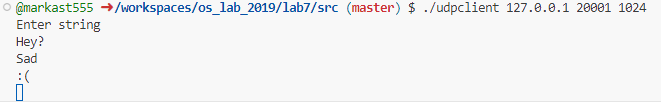 @markast555 ➜/workspaces/os_lab_2019/lab7/src (master) $ ./udpclient 127.0.0.1 20001 1024
Enter string
Hey?
Sad
:(